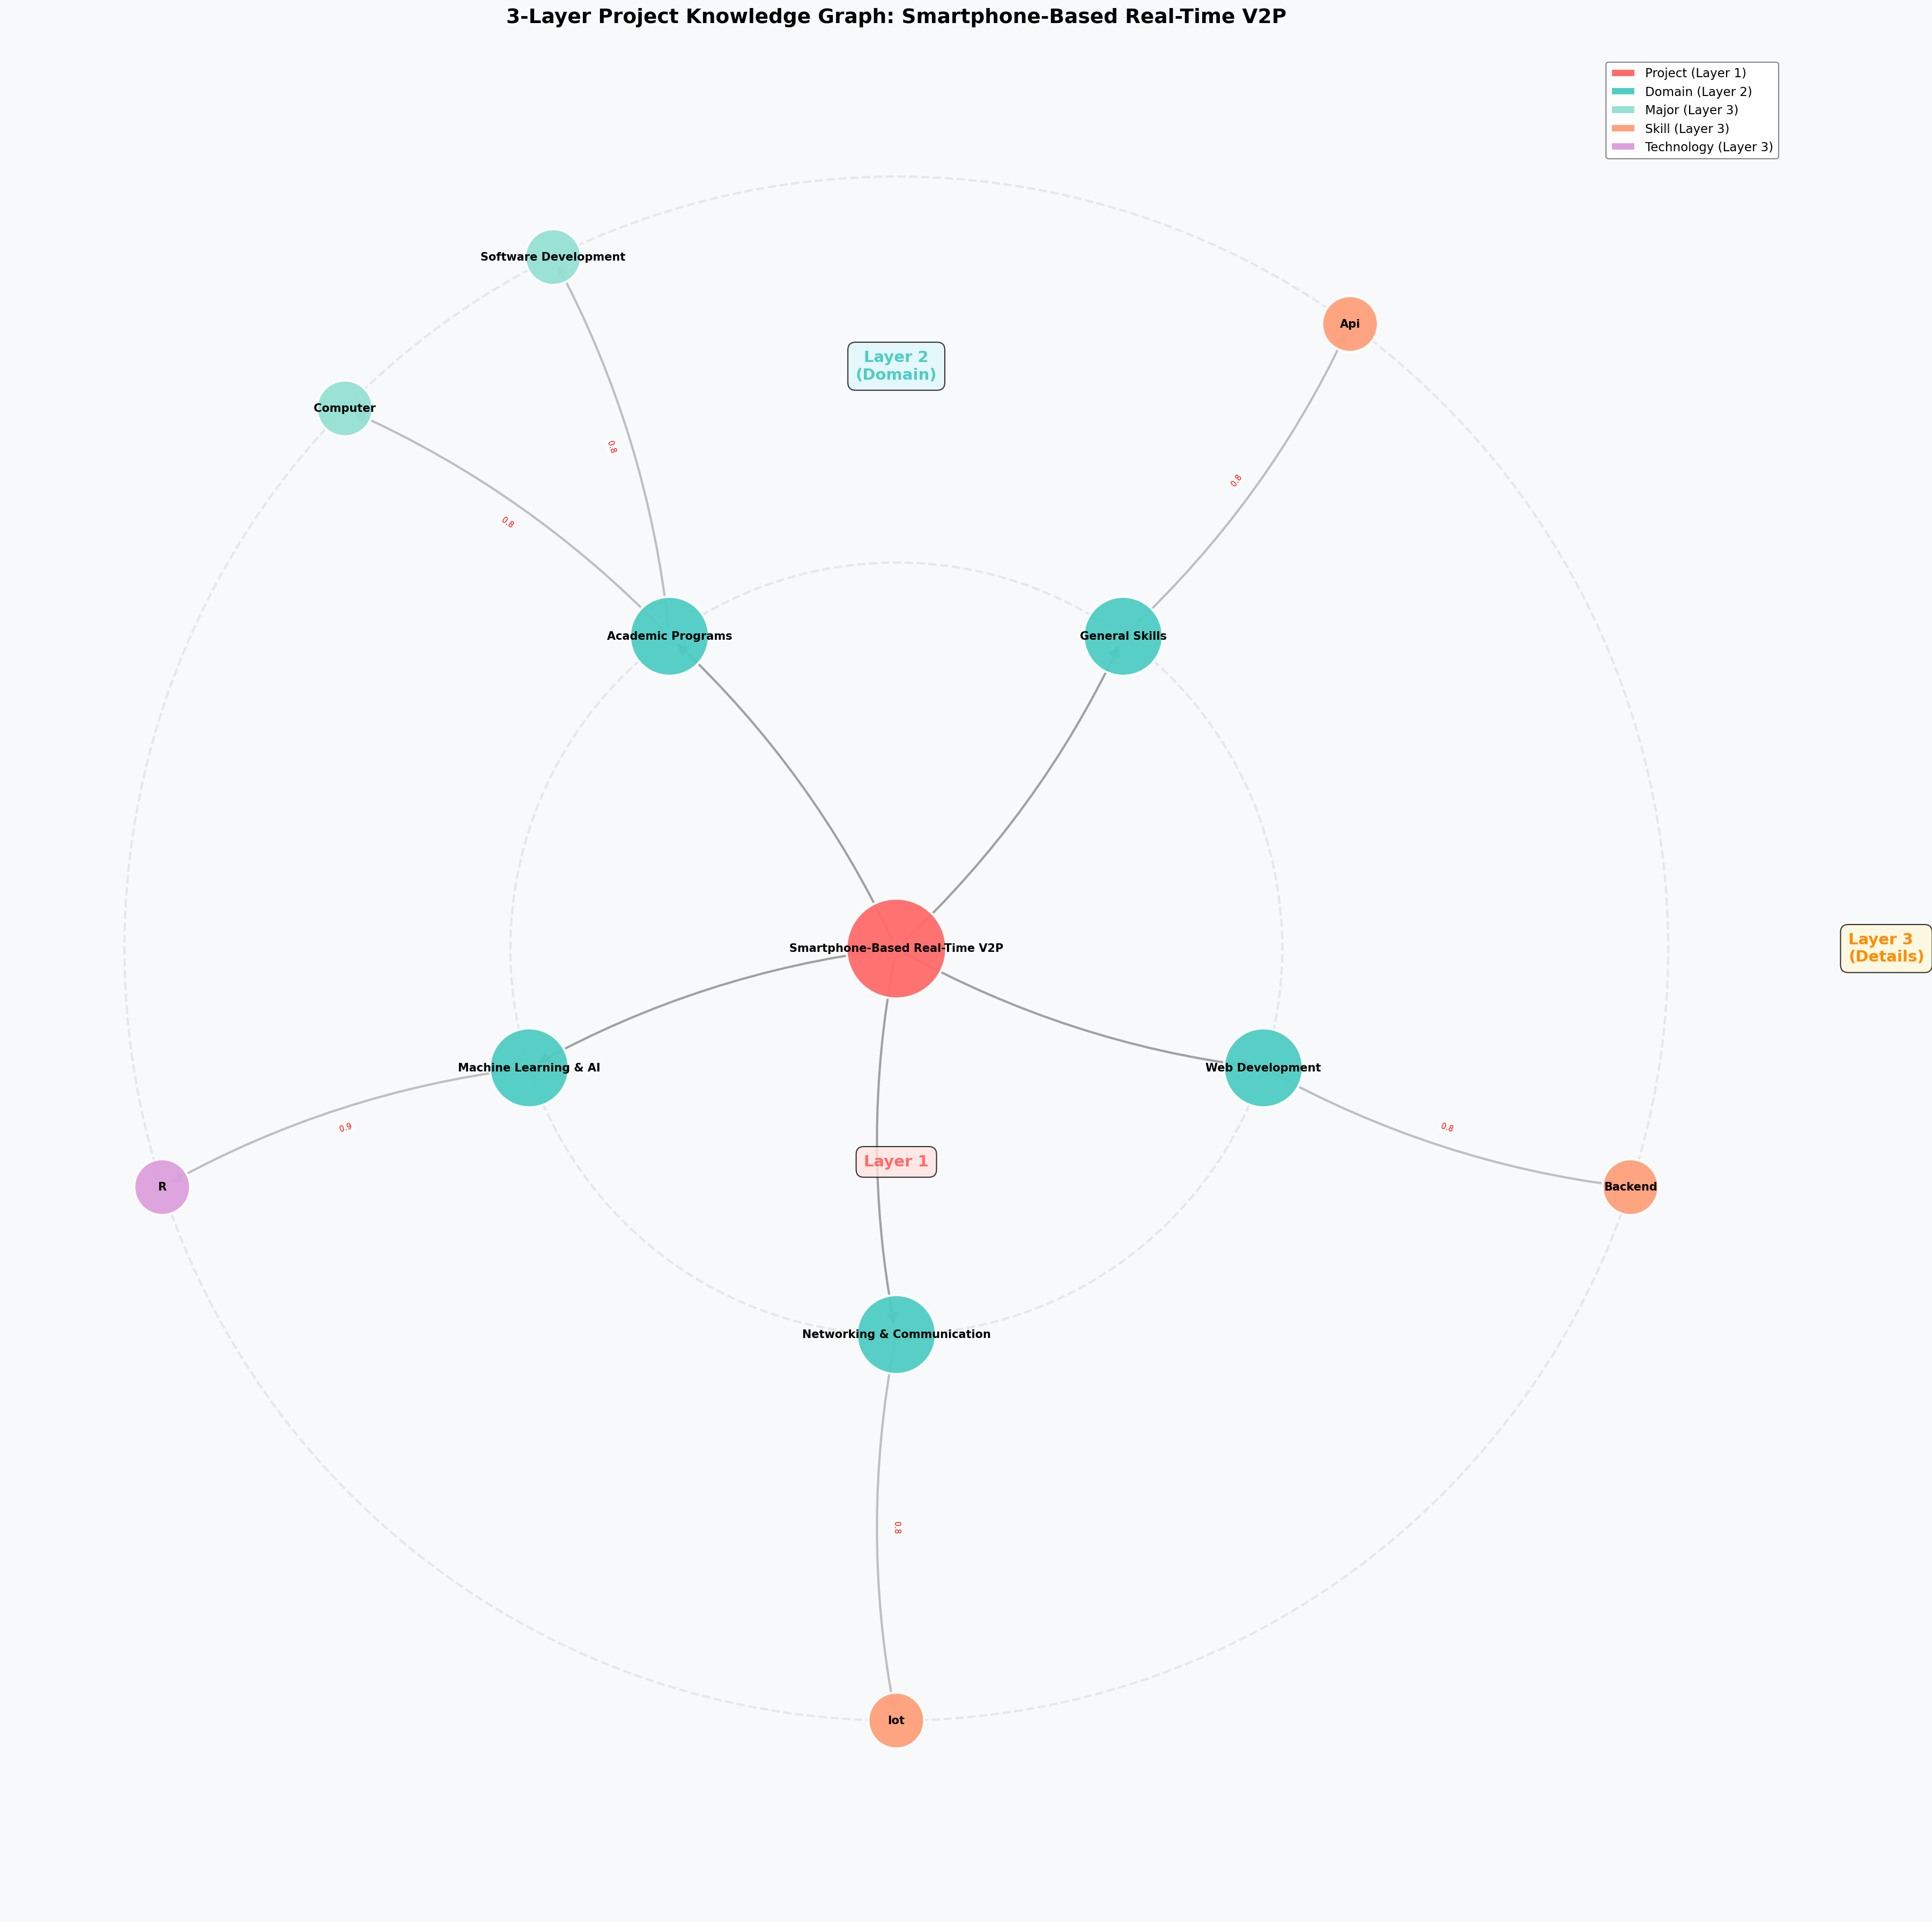 3-Layer Project Knowledge Graph: Smartphone-Based Real-Time V2P
Project (Layer 1)
Domain (Layer 2)
Major (Layer 3)
Skill (Layer 3)
Technology (Layer 3)
Software Development
Api
Layer 2
(Domain)
Computer
0.8
0.8
0.8
Academic Programs
General Skills
Smartphone-Based Real-Time V2P
Layer 3
(Details)
Machine Learning & AI
Web Development
0.9
0.8
Layer 1
R
Backend
Networking & Communication
0.8
Iot